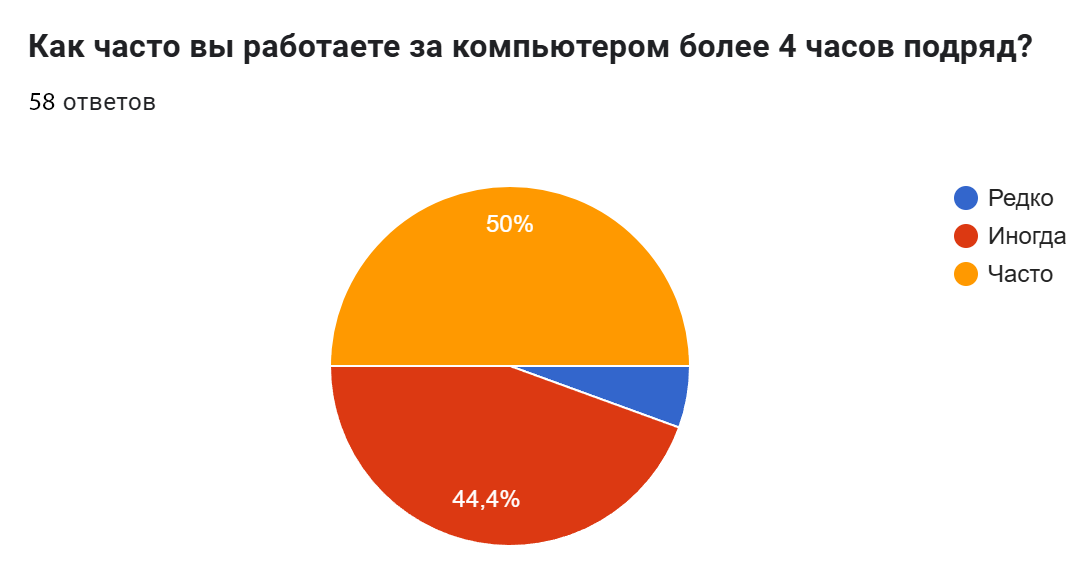 Как часто вы работаете за компьютером более 4 часов подряд?
58 ответов
Редко
Иногда
Часто
50%
44,4%